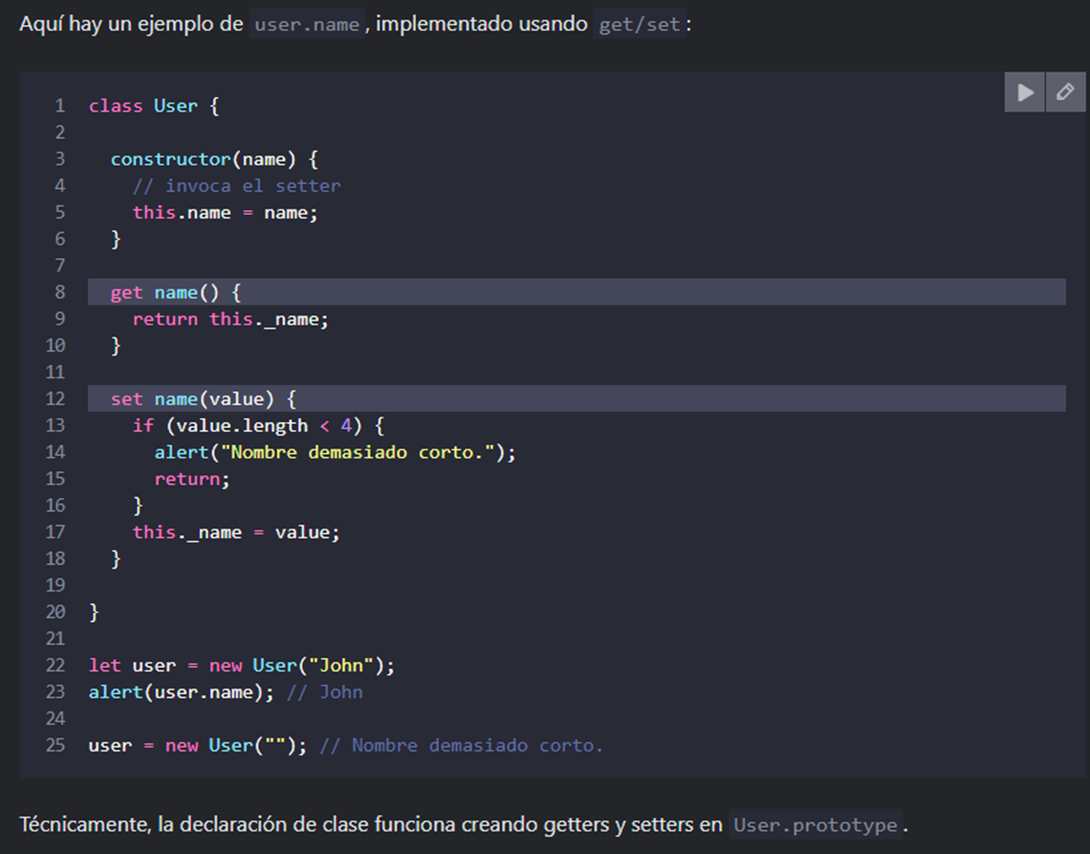 Aquí hay un ejemplo de user.name, implementado usando get/set:
1 class User {
2
3   constructor(name) {
4     // invoca el setter
5     this.name = name;
6   }
7
8   get name() {
9     return this._name;
10   }
11
12   set name(value) {
13     if (value.length < 4) {
14       alert("Nombre demasiado corto.");
15       return;
16     }
17     this._name = value;
18   }
19
20 }
21
22 let user = new User("John");
23 alert(user.name); // John
24
25 user = new User(""); // Nombre demasiado corto.
Técnicamente, la declaración de clase funciona creando getters y setters en User.prototype.